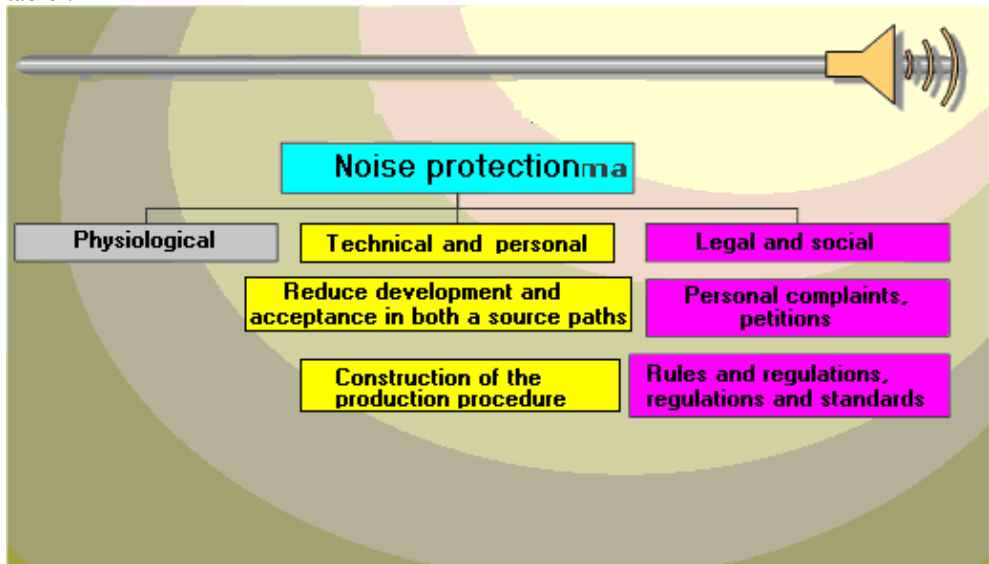 Noise protectionma
Physiological
Technical and personal
Legal and social
Reduce development and
acceptance in both a source paths
Personal complaints,
petitions
Construction of the
production procedure
Rules and regulations,
regulations and standards